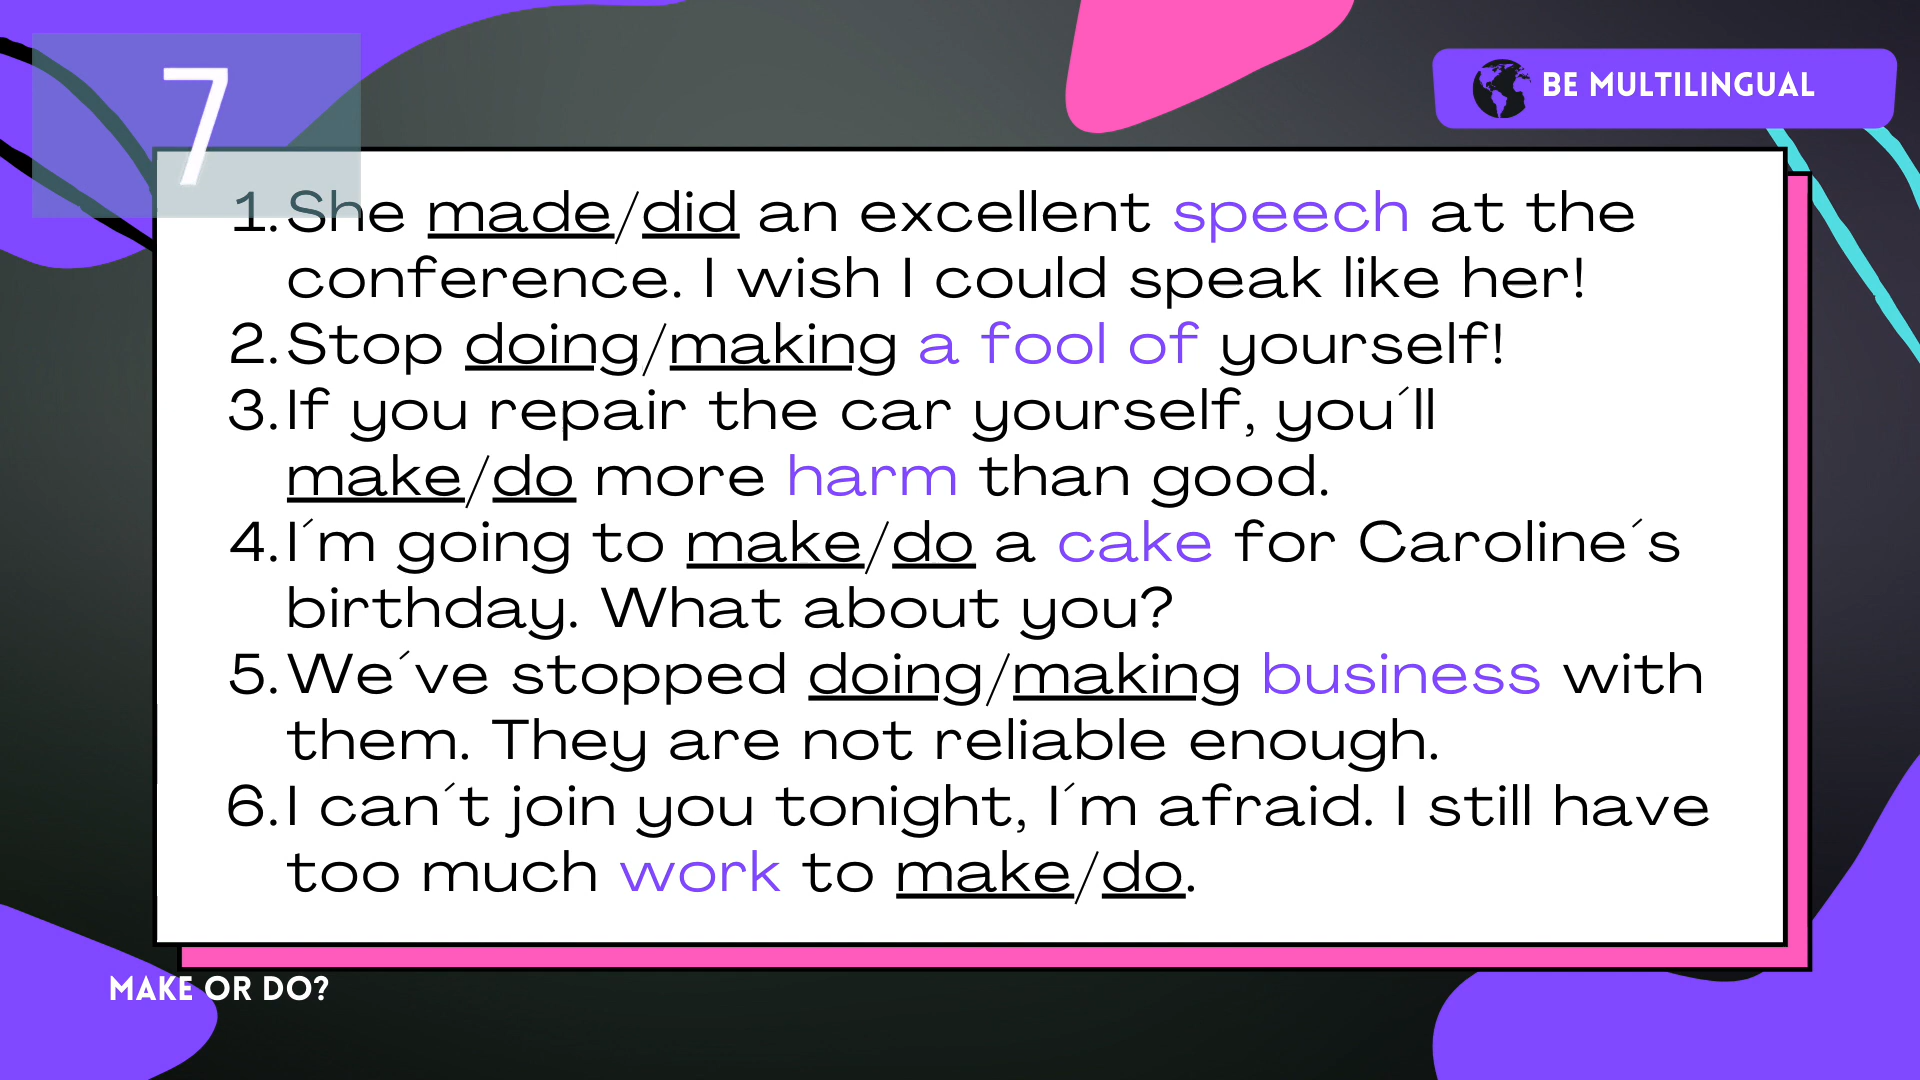 7
BE MULTILINGUAL
1. She made/did an excellent speech at the
conference. I wish I could speak like her!
2. Stop doing/making a fool of yourself!
3. If you repair the car yourself, you´ll
make/do more harm than good.
4. I´m going to make/do a cake for Caroline´s
birthday. What about you?
5. We´ve stopped doing/making business with
them. They are not reliable enough.
6. I can´t join you tonight, I´m afraid. I still have
too much work to make/do.
MAKE OR DO?